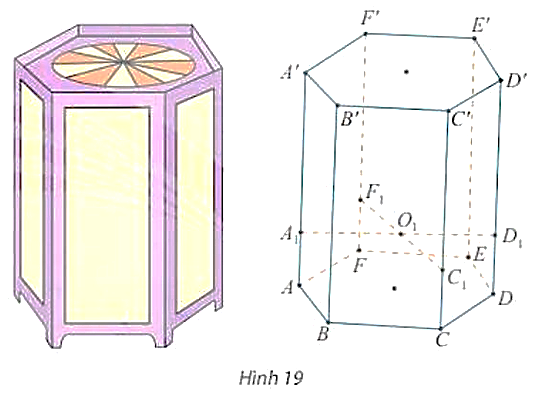 F' E'
A' D'
B' C'
F₁
A₁ O₁ D₁
F E
C₁
A D
B C
Hình 19